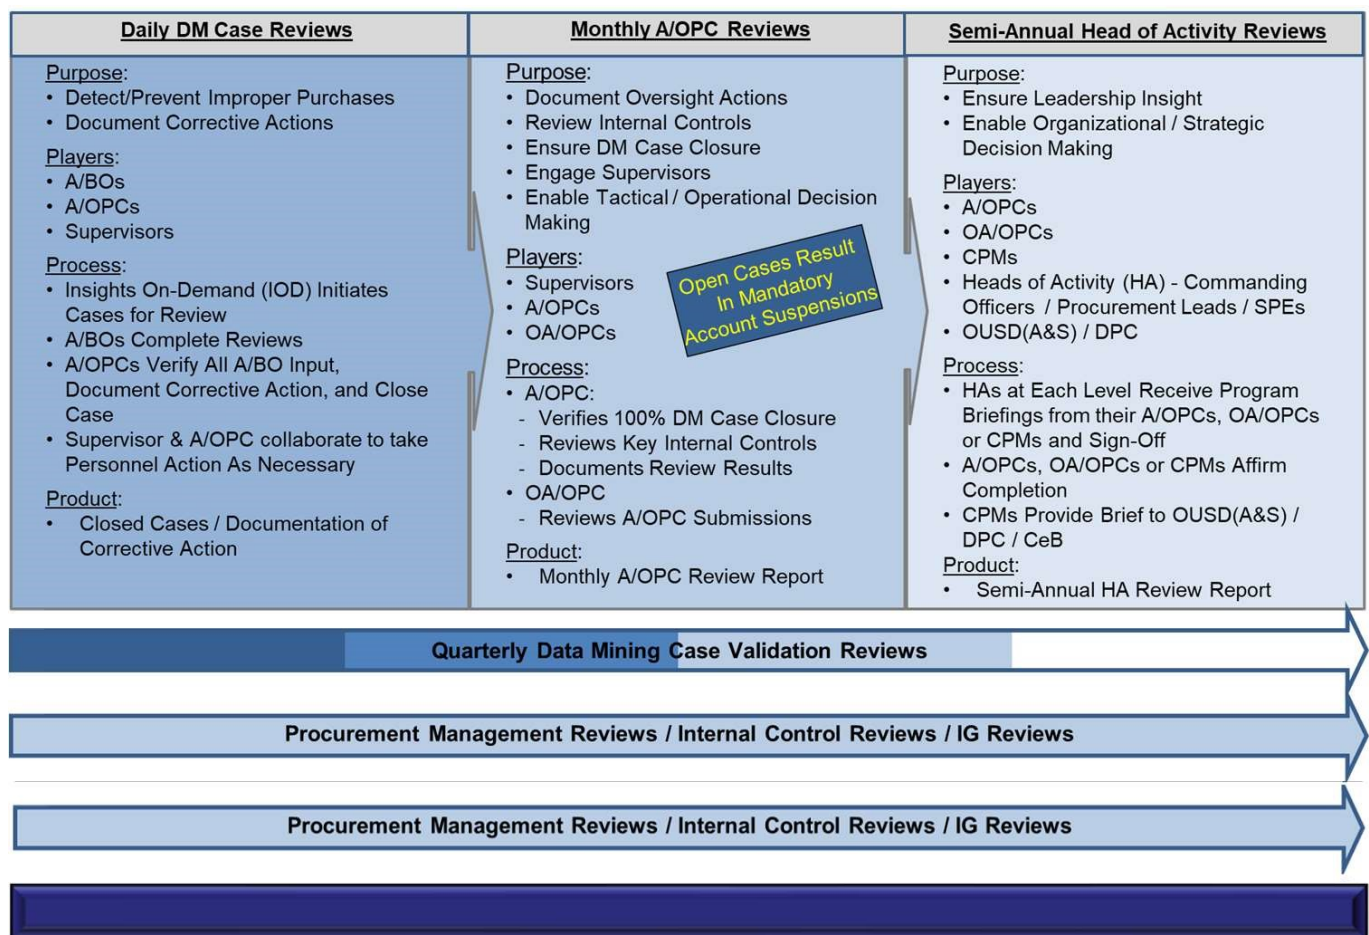 Daily DM Case Reviews
Purpose:
• Detect/Prevent Improper Purchases
• Document Corrective Actions
Players:
• A/BOs
• A/OPCs
• Supervisors
Process:
• Insights On-Demand (IOD) Initiates
Cases for Review
• A/BOs Complete Reviews
• A/OPCs Verify All A/BO Input,
Document Corrective Action, and Close
Case
• Supervisor & A/OPC collaborate to take
Personnel Action As Necessary
Product:
• Closed Cases / Documentation of
Corrective Action
Monthly A/OPC Reviews
Purpose:
• Document Oversight Actions
• Review Internal Controls
• Ensure DM Case Closure
• Engage Supervisors
• Enable Tactical / Operational Decision
Making
Players:
• Supervisors
• A/OPCs
• OA/OPCs
Open Cases Result
In Mandatory
Account Suspensions
Process:
• A/OPC:
- Verifies 100% DM Case Closure
- Reviews Key Internal Controls
- Documents Review Results
• OA/OPC
- Reviews A/OPC Submissions
Product:
• Monthly A/OPC Review Report
Semi-Annual Head of Activity Reviews
Purpose:
• Ensure Leadership Insight
• Enable Organizational / Strategic
Decision Making
Players:
• A/OPCs
• OA/OPCs
• CPMs
• Heads of Activity (HA) - Commanding
Officers / Procurement Leads / SPEs
• OUSD(A&S) / DPC
Process:
• HAs at Each Level Receive Program
Briefings from their A/OPCs, OA/OPCs
or CPMs and Sign-Off
• A/OPCs, OA/OPCs or CPMs Affirm
Completion
• CPMs Provide Brief to OUSD(A&S) /
DPC / CeB
Product:
• Semi-Annual HA Review Report
Quarterly Data Mining Case Validation Reviews
Procurement Management Reviews / Internal Control Reviews / IG Reviews
Procurement Management Reviews / Internal Control Reviews / IG Reviews